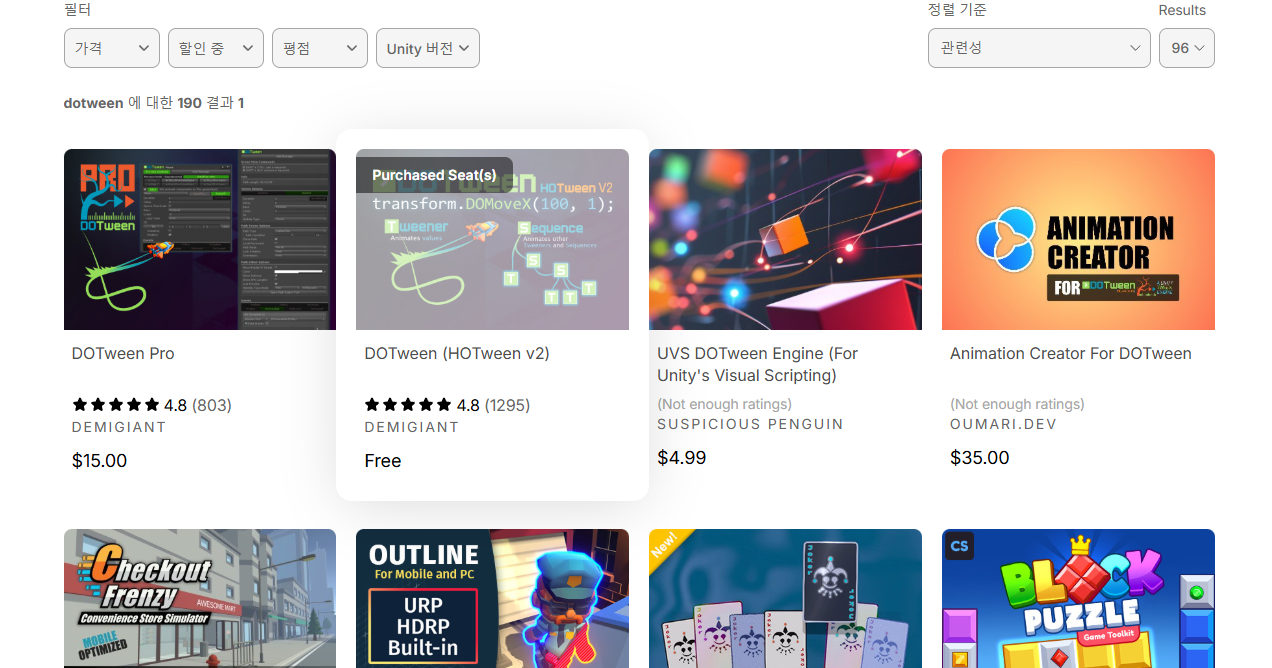 필터
정렬 기준
Results
가격
할인 중
평점
Unity 버전
관련성
96
dotween 에 대한 190 결과 1
PRO
DOTween
Purchased Seat(s)
DOTween HOTween V2
transform.DOMoveX(100, 1);
Tweener
Animates values
Sequence
Animates other
Tweeners and Sequences
S
T
S
T
T
T
T
ANIMATION
CREATOR
FOR DOTween
DOTween Pro
DOTween (HOTween v2)
UVS DOTween Engine (For
Unity's Visual Scripting)
Animation Creator For DOTween
4.8 (803)
4.8 (1295)
(Not enough ratings)
(Not enough ratings)
DEMIGIANT
DEMIGIANT
SUSPICIOUS PENGUIN
OUMARI.DEV
$15.00
Free
$4.99
$35.00
Checkout
Frenzy
AWESOME MART
Convenience Store Simulator
MOBILE
OPTIMIZED
OUTLINE
For Mobile and PC
URP
HDRP
Built-in
New!
JOKER
CS
BLOCK
PUZZLE
Game Toolkit